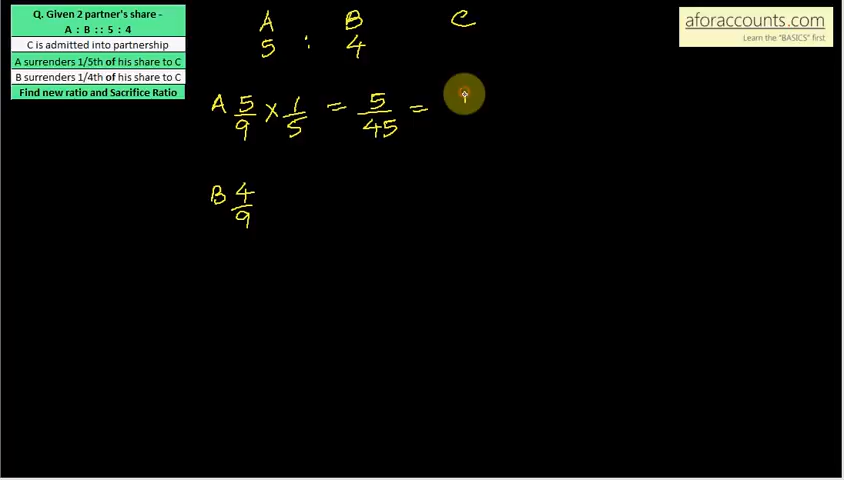 Q. Given 2 partner's share -
A : B :: 5 : 4
C is admitted into partnership
A surrenders 1/5th of his share to C
B surrenders 1/4th of his share to C
Find new ratio and Sacrifice Ratio
A B C
5 : 4
A 5/9 × 1/5 = 5/45 =
B 4/9
aforaccounts.com
Learn the "BASICS" first